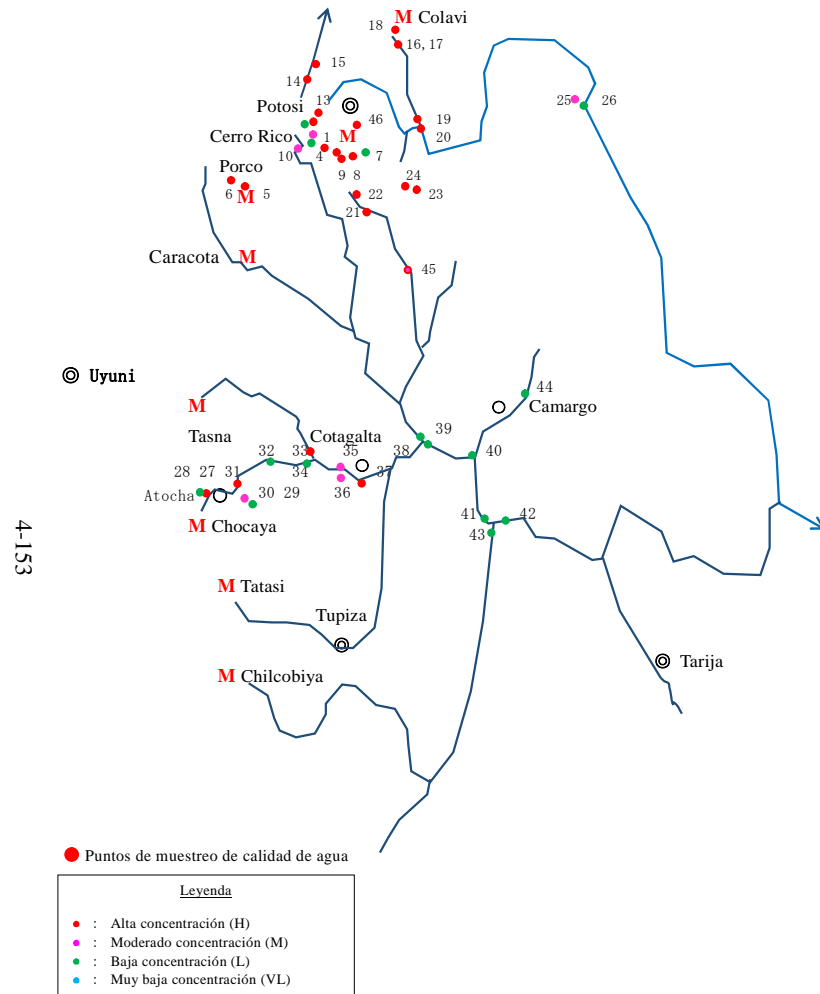 18 M Colavi
16, 17
15
14
Potosi 13
46 19
25 26
Cerro Rico 1 M 20
10 4 7
Porco 9 8 24
6 M 5 22 23
21
Caracota M 45
Uyuni
44
M Camargo
39
Tasna Cotagalta
32 33 35 38 40
28 27 31 34 37
Atocha 30 29 36
41 42
M Chocaya 43
4-153
M Tatasi
Tupiza
Tarija
M Chilcobiya
Puntos de muestreo de calidad de agua
Leyenda
: Alta concentración (H)
: Moderado concentración (M)
: Baja concentración (L)
: Muy baja concentración (VL)